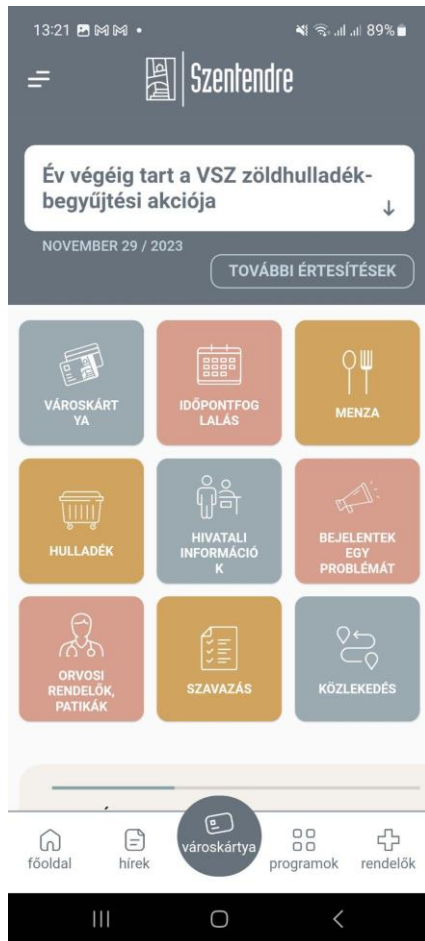 13:21
89%
Szentendre
Év végéig tart a VSZ zöldhulladék-
begyűjtési akciója
NOVEMBER 29 / 2023
TOVÁBBI ÉRTESÍTÉSEK
VÁROSKÁRT
YA
IDŐPONTFOG
LALÁS
MENZA
HULLADÉK
HIVATALI
INFORMÁCIÓ
K
BEJELENTEK
EGY
PROBLÉMÁT
ORVOSI
RENDELŐK,
PATIKÁK
SZAVAZÁS
KÖZLEKEDÉS
főoldal
hírek
városkártya
programok
rendelők